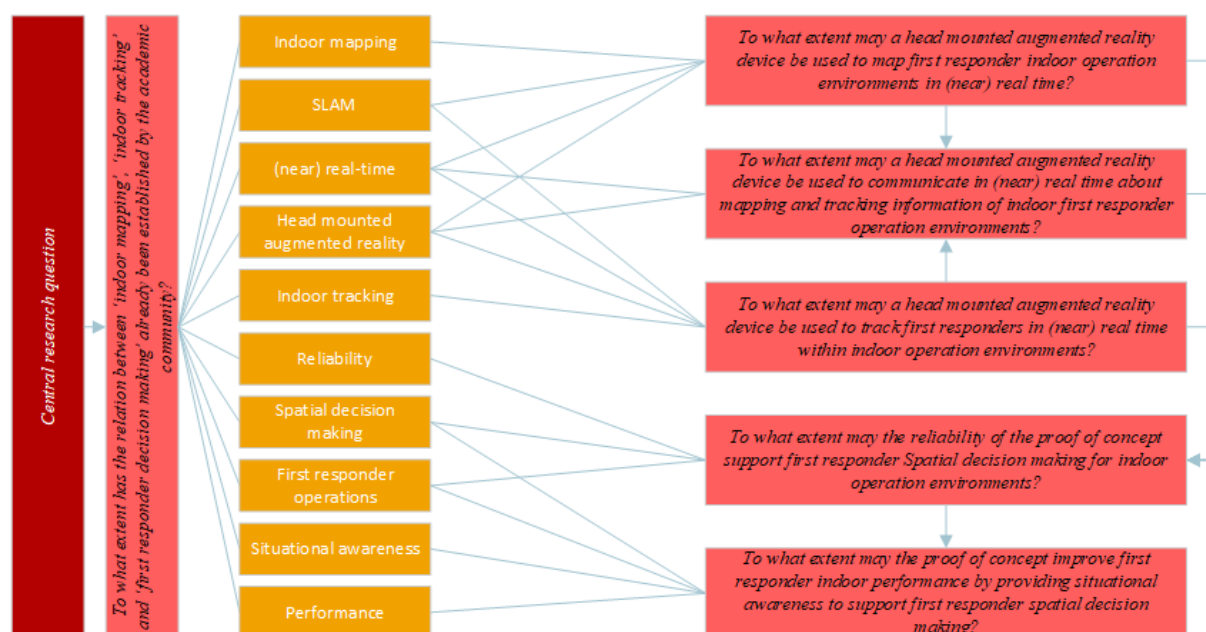 Central research question
To what extent has the relation between ‘indoor mapping’, ‘indoor tracking’
and ‘first responder decision making’ already been established by the academic
community?
Indoor mapping
SLAM
(near) real-time
Head mounted
augmented reality
Indoor tracking
Reliability
Spatial decision
making
First responder
operations
Situational awareness
Performance
To what extent may a head mounted augmented reality
device be used to map first responder indoor operation
environments in (near) real time?
To what extent may a head mounted augmented reality
device be used to communicate in (near) real time about
mapping and tracking information of indoor first responder
operation environments?
To what extent may a head mounted augmented reality
device be used to track first responders in (near) real time
within indoor operation environments?
To what extent may the reliability of the proof of concept
support first responder Spatial decision making for indoor
operation environments?
To what extent may the proof of concept improve first
responder indoor performance by providing situational
awareness to support first responder spatial decision
making?